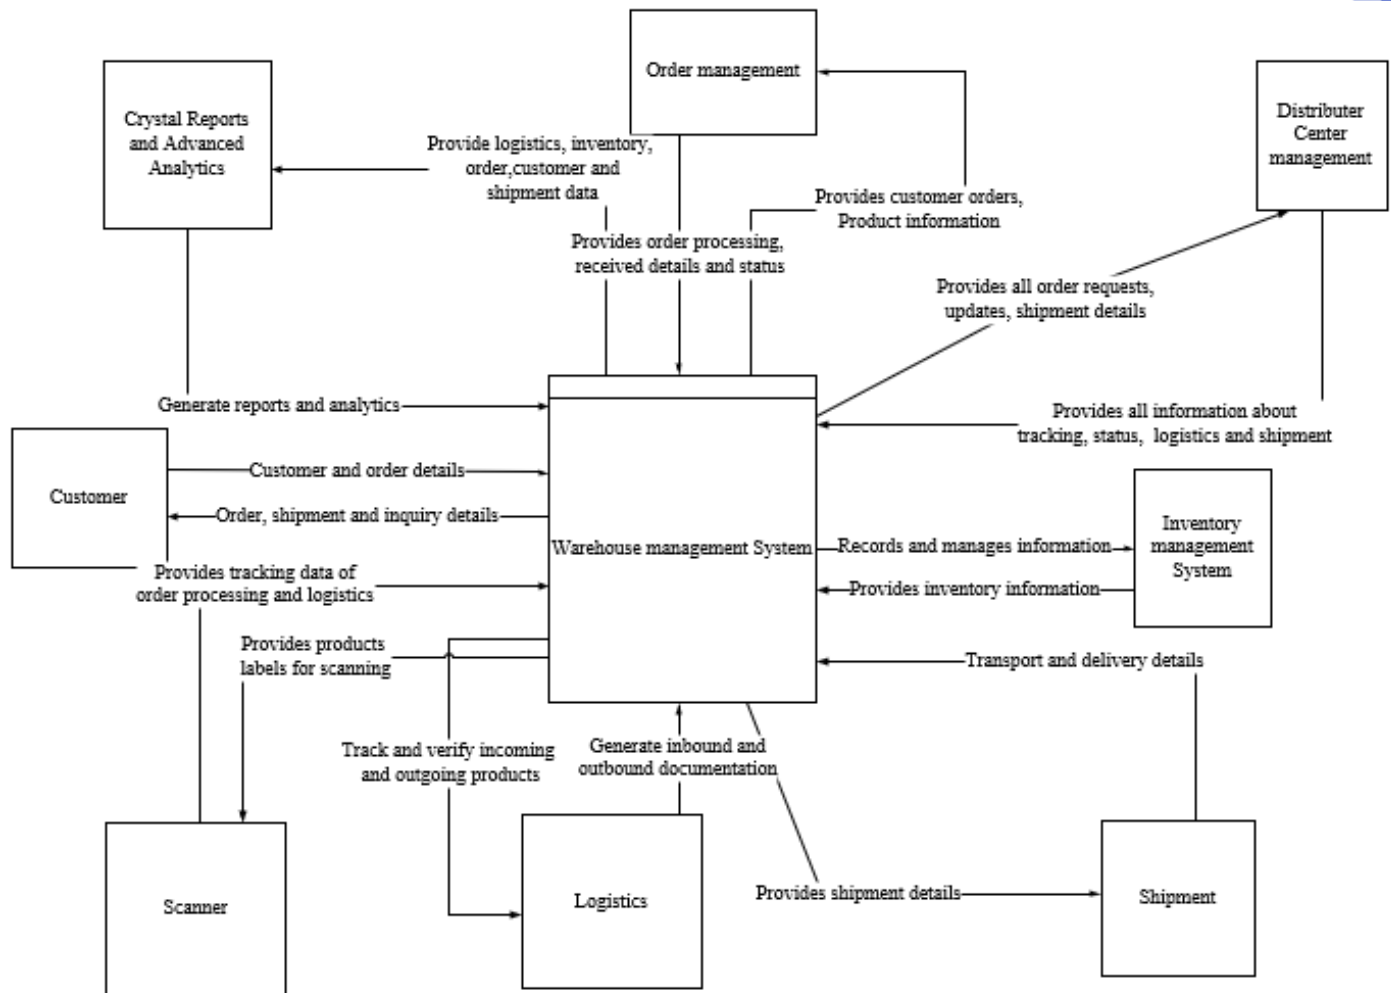 Order management
Crystal Reports
and Advanced
Analytics
Distributer
Center
management
Provide logistics, inventory,
order,customer and
shipment data
Provides customer orders,
Product information
Provides order processing,
received details and status
Provides all order requests,
updates, shipment details
Generate reports and analytics
Provides all information about
tracking, status, logistics and shipment
Customer
Customer and order details
Order, shipment and inquiry details
Warehouse management System
Records and manages information
Inventory
management
System
Provides inventory information
Provides tracking data of
order processing and logistics
Provides products
labels for scanning
Transport and delivery details
Track and verify incoming
and outgoing products
Generate inbound and
outbound documentation
Provides shipment details
Scanner
Logistics
Shipment